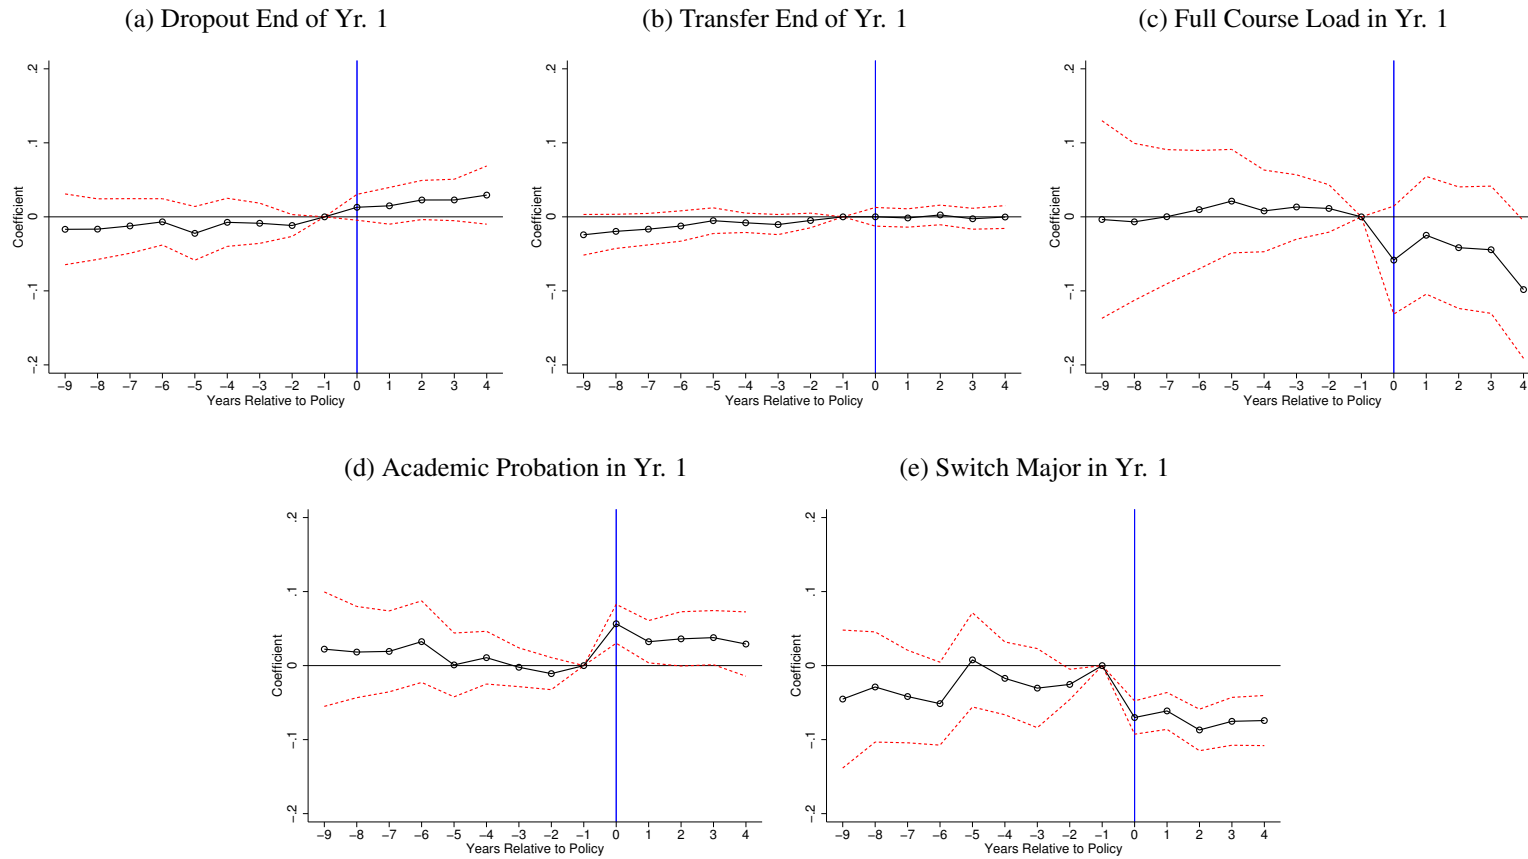 (a) Dropout End of Yr. 1
(b) Transfer End of Yr. 1
(c) Full Course Load in Yr. 1
.2
.1
0
−.1
−.2
Coefficient
−9 −8 −7 −6 −5 −4 −3 −2 −1 0 1 2 3 4
Years Relative to Policy
.2
.1
0
−.1
−.2
Coefficient
−9 −8 −7 −6 −5 −4 −3 −2 −1 0 1 2 3 4
Years Relative to Policy
.2
.1
0
−.1
−.2
Coefficient
−9 −8 −7 −6 −5 −4 −3 −2 −1 0 1 2 3 4
Years Relative to Policy
(d) Academic Probation in Yr. 1
(e) Switch Major in Yr. 1
.2
.1
0
−.1
−.2
Coefficient
−9 −8 −7 −6 −5 −4 −3 −2 −1 0 1 2 3 4
Years Relative to Policy
.2
.1
0
−.1
−.2
Coefficient
−9 −8 −7 −6 −5 −4 −3 −2 −1 0 1 2 3 4
Years Relative to Policy